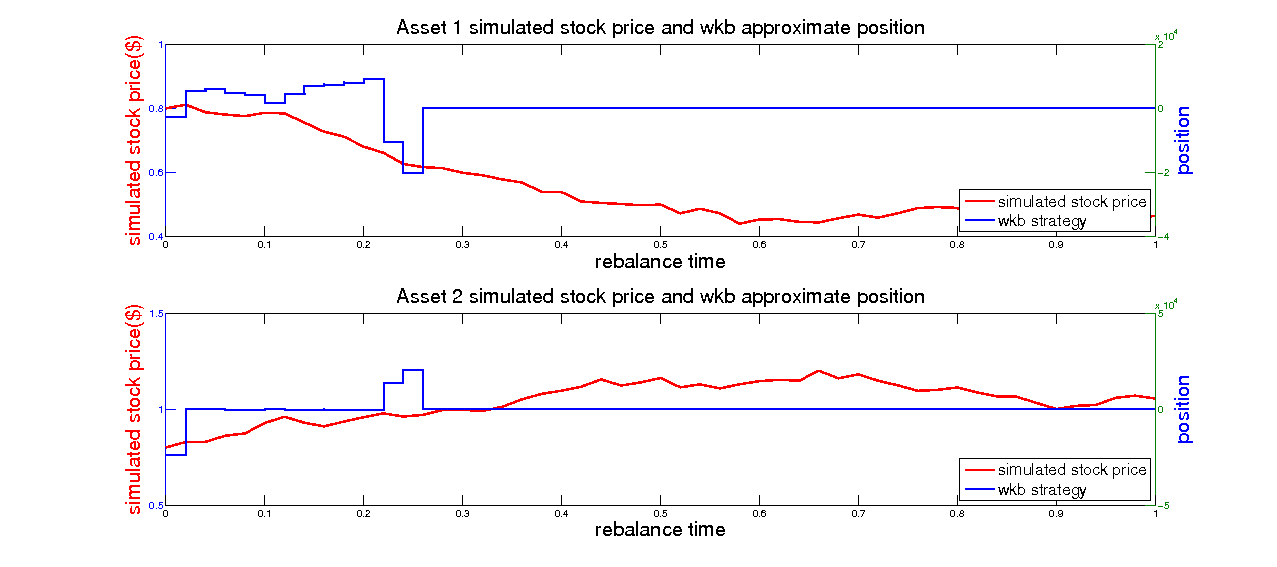 Asset 1 simulated stock price and wkb approximate position
x 10^4
simulated stock price($)
1
0.8
0.6
0.4
2
0
−2
−4
position
simulated stock price
wkb strategy
0 0.1 0.2 0.3 0.4 0.5 0.6 0.7 0.8 0.9 1
rebalance time
Asset 2 simulated stock price and wkb approximate position
x 10^4
simulated stock price($)
1.5
1
0.5
5
0
−5
position
simulated stock price
wkb strategy
0 0.1 0.2 0.3 0.4 0.5 0.6 0.7 0.8 0.9 1
rebalance time